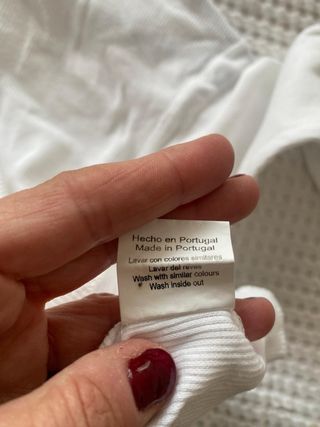 Hecho en Portugal
Made in Portugal
Lavar con colores similares
Lavar del revés
Wash with similar colours
Wash inside out